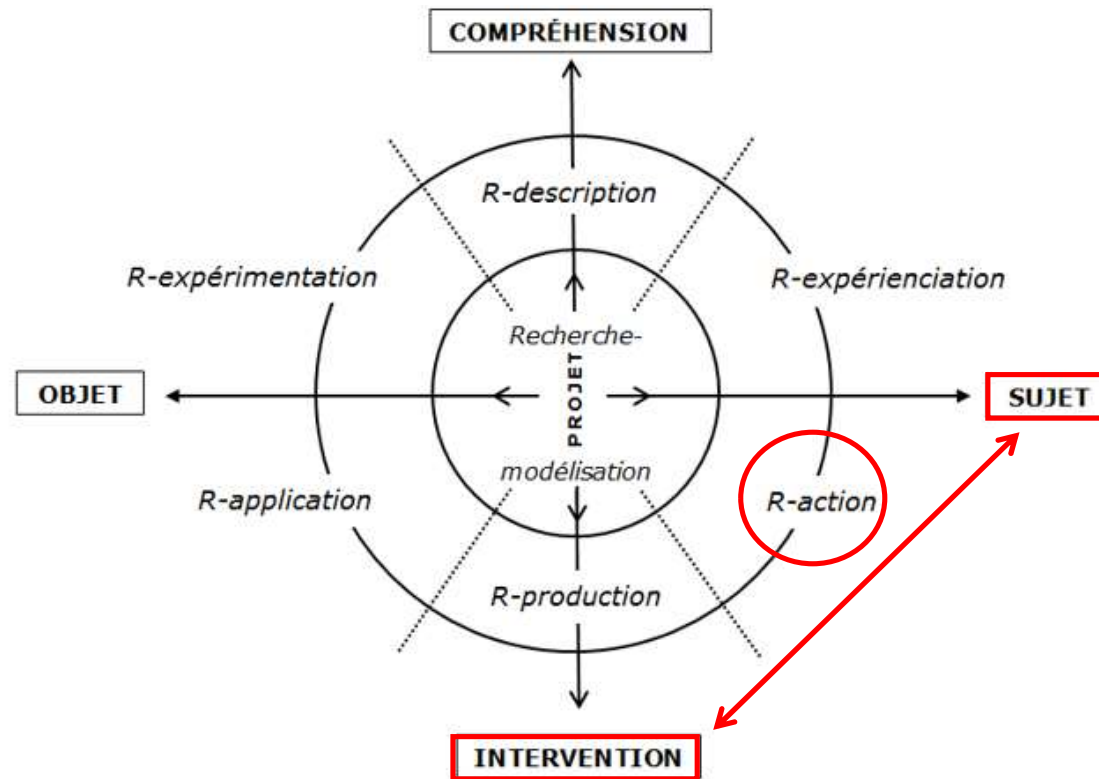 COMPRÉHENSION
R-description
R-expérimentation
R-expérienciation
Recherche-
OBJET
PROJET
SUJET
modélisation
R-application
R-action
R-production
INTERVENTION